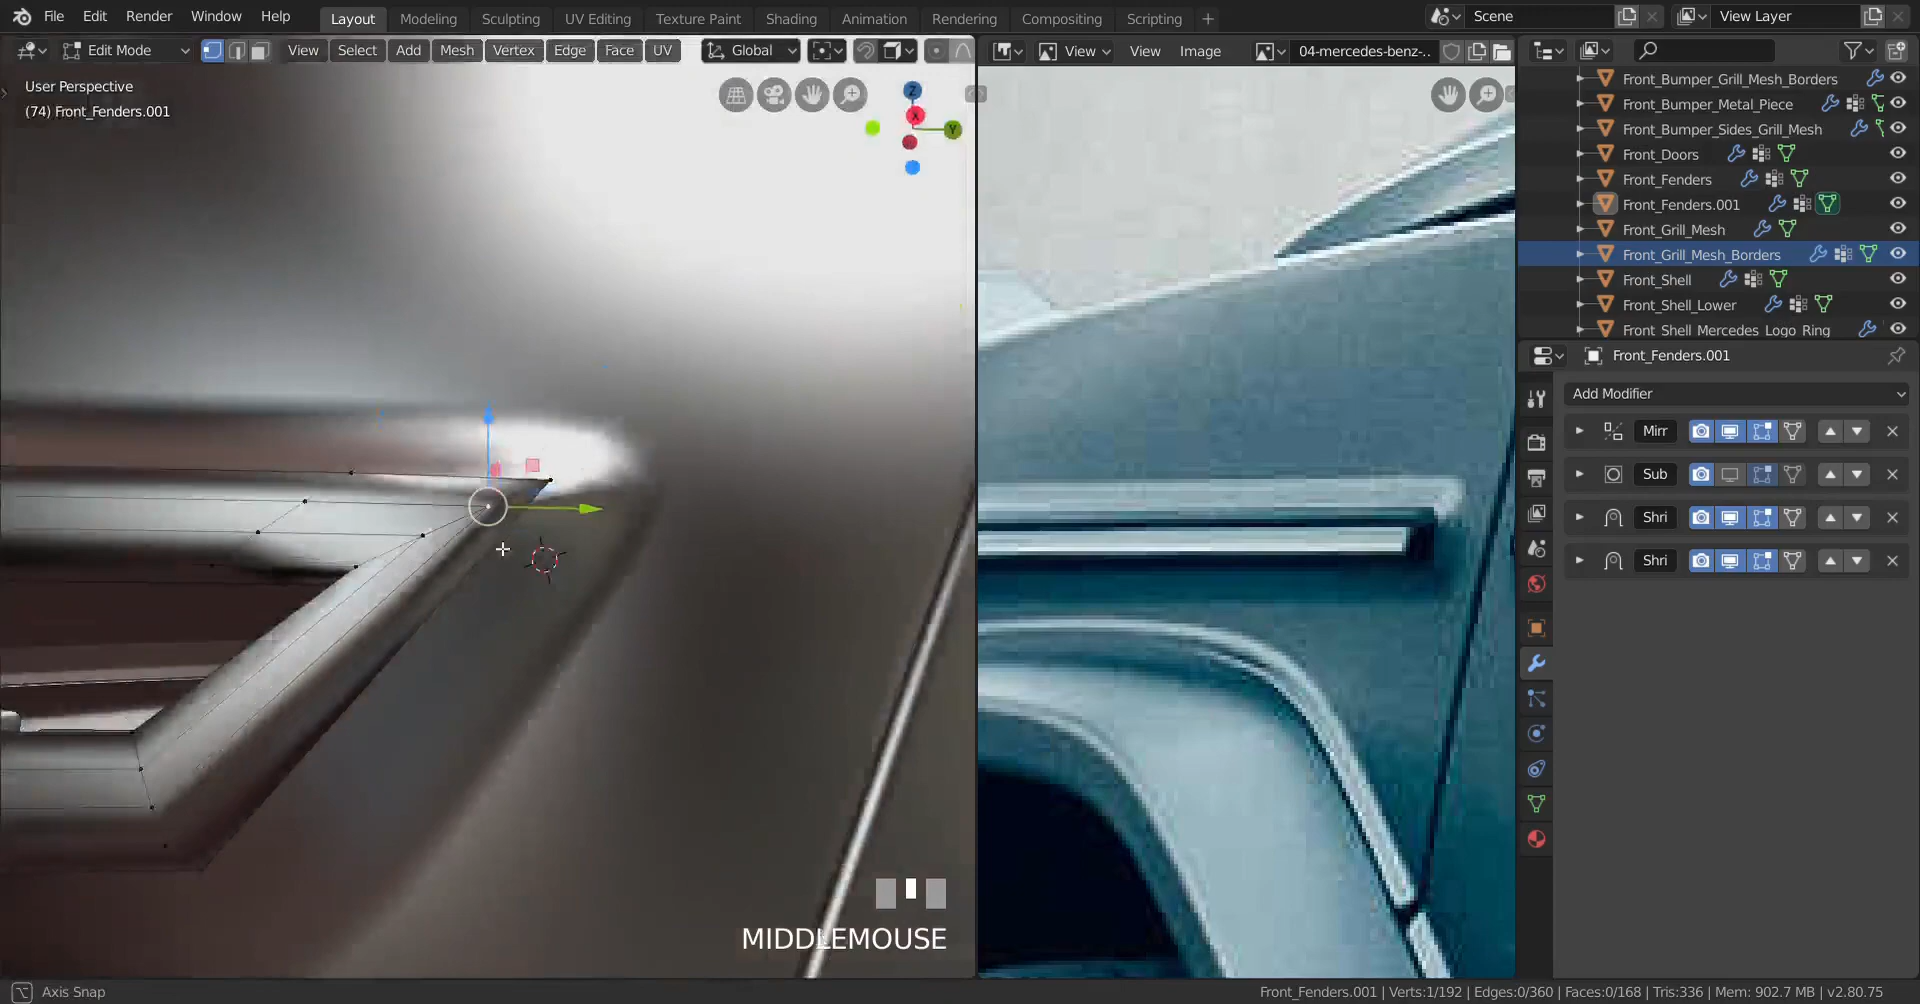 File Edit Render Window Help Layout Modeling Sculpting UV Editing Texture Paint Shading Animation Rendering Compositing Scripting + Scene View Layer
Edit Mode View Select Add Mesh Vertex Edge Face UV Global View View Image 04-mercedes-benz-..
User Perspective
(74) Front_Fenders.001
Z
X
Y
MIDDLEMOUSE
Front_Bumper_Grill_Mesh_Borders
Front_Bumper_Metal_Piece
Front_Bumper_Sides_Grill_Mesh
Front_Doors
Front_Fenders
Front_Fenders.001
Front_Grill_Mesh
Front_Grill_Mesh_Borders
Front_Shell
Front_Shell_Lower
Front_Shell_Mercedes_Logo_Ring
Front_Fenders.001
Add Modifier
Mirr
Sub
Shri
Shri
Axis Snap
Front_Fenders.001 | Verts:1/192 | Edges:0/360 | Faces:0/168 | Tris:336 | Mem: 902.7 MB | v2.80.75